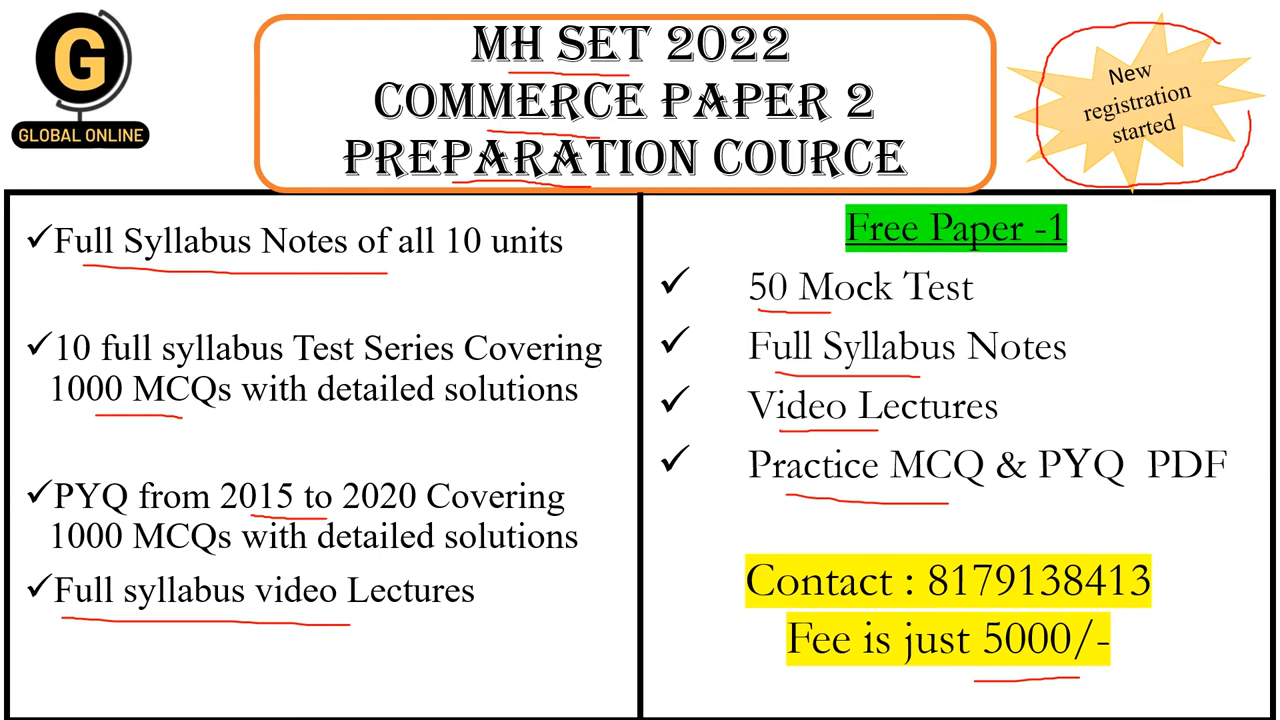 G
GLOBAL ONLINE
MH SET 2022
COMMERCE PAPER 2
PREPARATION COURCE
New
registration
started
✓Full Syllabus Notes of all 10 units
✓10 full syllabus Test Series Covering
1000 MCQs with detailed solutions
✓PYQ from 2015 to 2020 Covering
1000 MCQs with detailed solutions
✓Full syllabus video Lectures
Free Paper -1
✓ 50 Mock Test
✓ Full Syllabus Notes
✓ Video Lectures
✓ Practice MCQ & PYQ PDF
Contact : 8179138413
Fee is just 5000/-